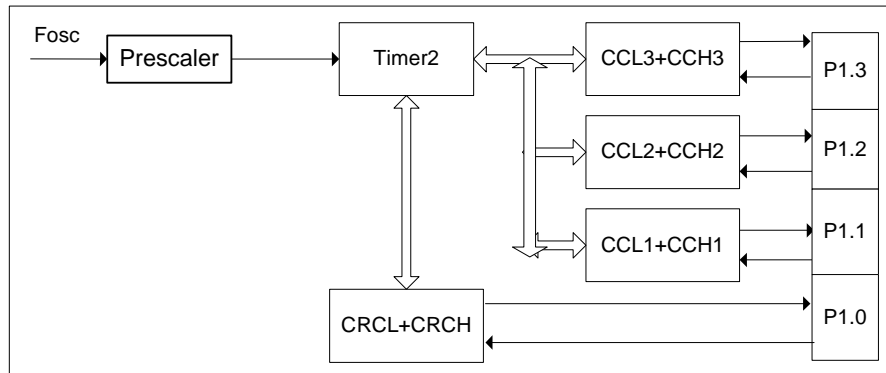 Fosc
Prescaler
Timer2
CCL3+CCH3
P1.3
CCL2+CCH2
P1.2
CCL1+CCH1
P1.1
CRCL+CRCH
P1.0